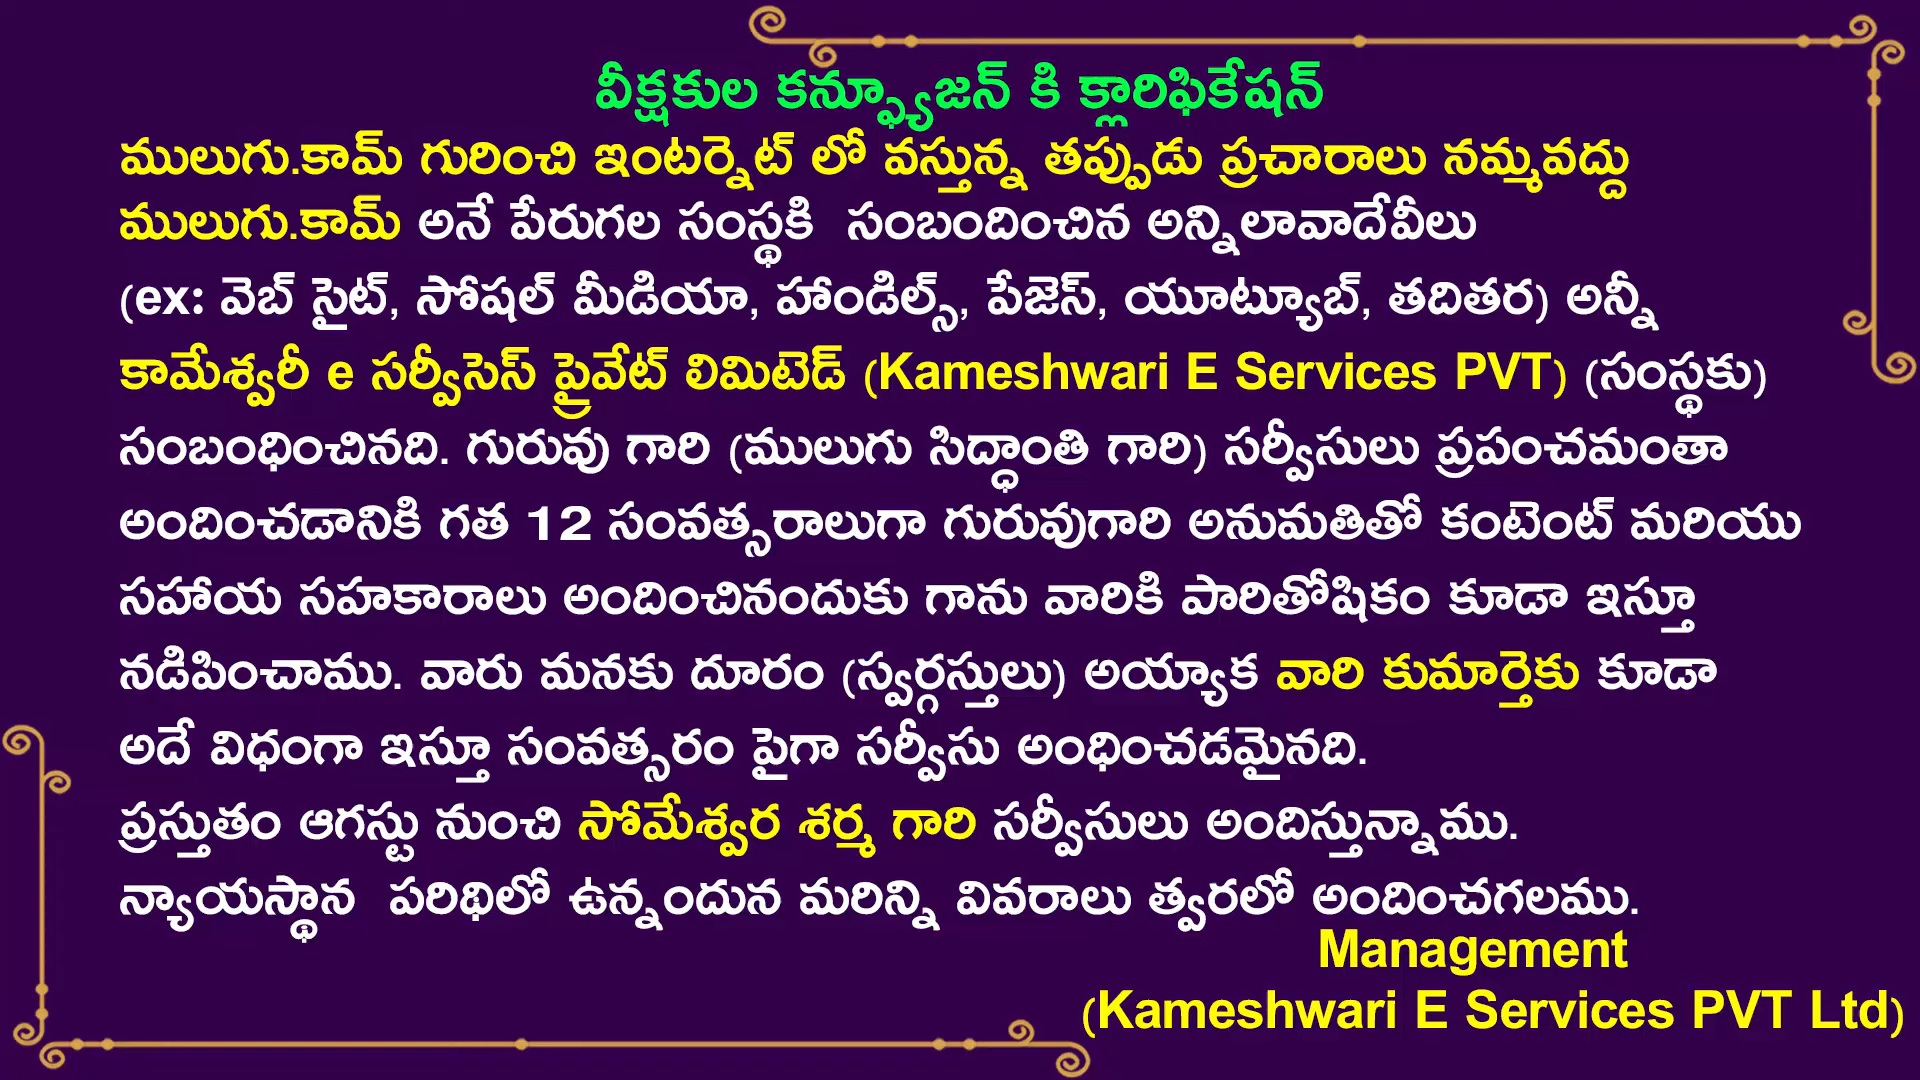 వీక్షకుల కన్ఫ్యూజన్ కి క్లారిఫికేషన్
ములుగు.కామ్ గురించి ఇంటర్నెట్ లో వస్తున్న తప్పుడు ప్రచారాలు నమ్మవద్దు
ములుగు.కామ్ అనే పేరుగల సంస్థకి సంబందించిన అన్నిలావాదేవీలు
(ex: వెబ్ సైట్, సోషల్ మీడియా, హాండిల్స్, పేజెస్, యూట్యూబ్, తదితర) అన్నీ
కామేశ్వరీ e సర్వీసెస్ ప్రైవేట్ లిమిటెడ్ (Kameshwari E Services PVT) (సంస్థకు)
సంబంధించినది. గురువు గారి (ములుగు సిద్ధాంతి గారి) సర్వీసులు ప్రపంచమంతా
అందించడానికి గత 12 సంవత్సరాలుగా గురువుగారి అనుమతితో కంటెంట్ మరియు
సహాయ సహకారాలు అందించినందుకు గాను వారికి పారితోషికం కూడా ఇస్తూ
నడిపించాము. వారు మనకు దూరం (స్వర్గస్తులు) అయ్యాక వారి కుమార్తెకు కూడా
అదే విధంగా ఇస్తూ సంవత్సరం పైగా సర్వీసు అంధించడమైనది.
ప్రస్తుతం ఆగస్టు నుంచి సోమేశ్వర శర్మ గారి సర్వీసులు అందిస్తున్నాము.
న్యాయస్థాన పరిథిలో ఉన్నందున మరిన్ని వివరాలు త్వరలో అందించగలము.
Management
(Kameshwari E Services PVT Ltd)